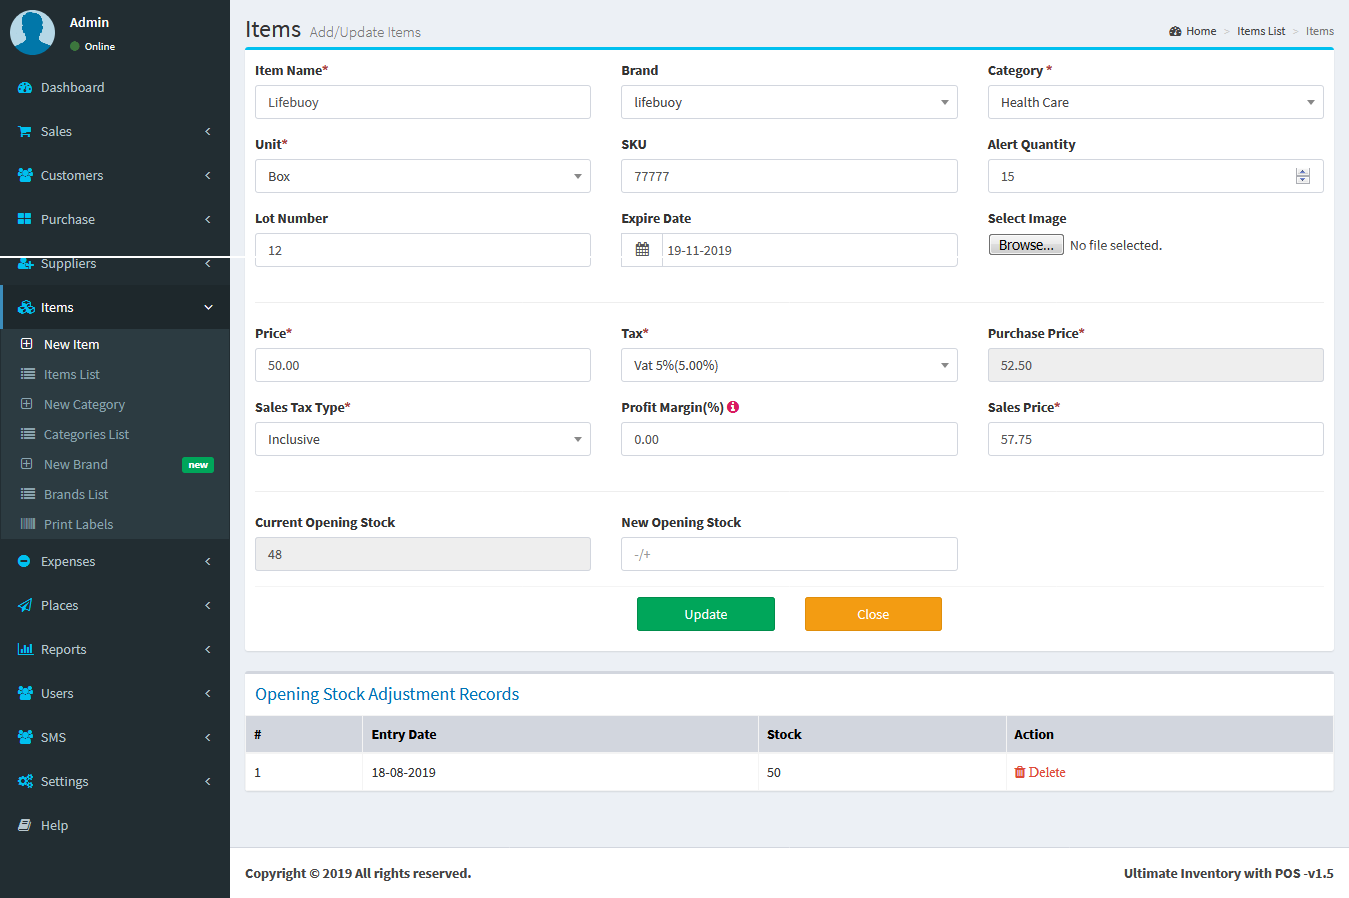 Admin
Online
Dashboard
Sales
Customers
Purchase
Suppliers
Items
New Item
Items List
New Category
Categories List
New Brand new
Brands List
Print Labels
Expenses
Places
Reports
Users
SMS
Settings
Help
Items Add/Update Items
Home > Items List > Items
Item Name* Brand Category *
Lifebuoy lifebuoy Health Care
Unit* SKU Alert Quantity
Box 77777 15
Lot Number Expire Date Select Image
12 19-11-2019 Browse... No file selected.
Price* Tax* Purchase Price*
50.00 Vat 5%(5.00%) 52.50
Sales Tax Type* Profit Margin(%) Sales Price*
Inclusive 0.00 57.75
Current Opening Stock New Opening Stock
48 -/+
Update Close
Opening Stock Adjustment Records
# Entry Date Stock Action
1 18-08-2019 50 Delete
Copyright © 2019 All rights reserved. Ultimate Inventory with POS -v1.5